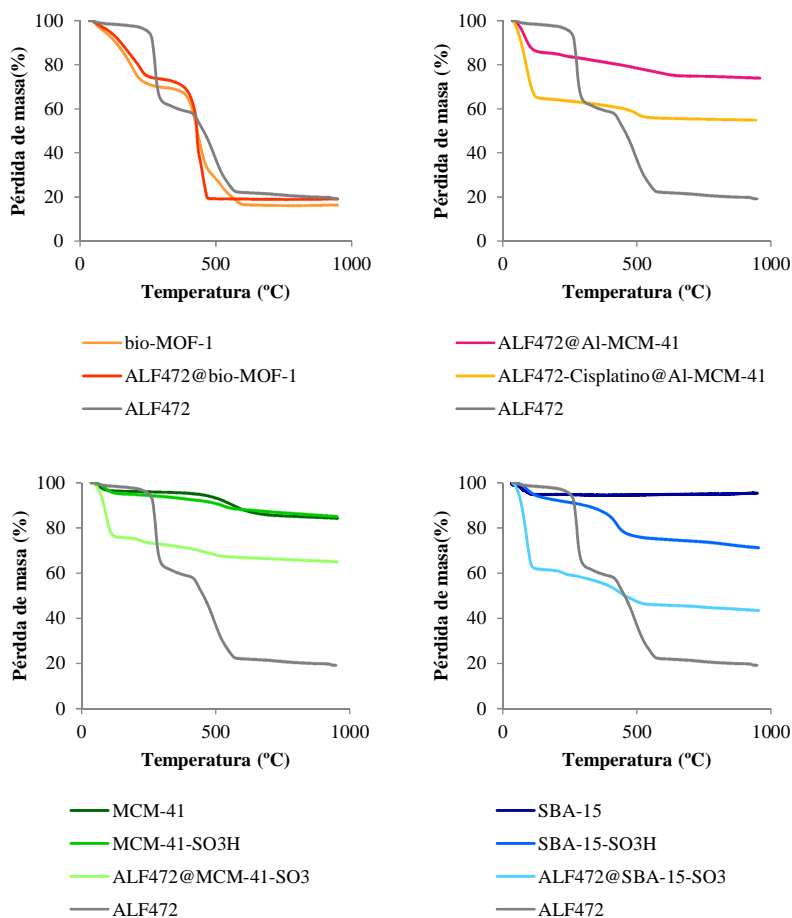 Pérdida de masa(%)
100
80
60
40
20
0
0
500
1000
Temperatura (ºC)
bio-MOF-1
ALF472@bio-MOF-1
ALF472
Pérdida de masa (%)
100
80
60
40
20
0
0
500
1000
Temperatura (ºC)
ALF472@Al-MCM-41
ALF472-Cisplatino@Al-MCM-41
ALF472
Pérdda de masa (%)
100
80
60
40
20
0
0
500
1000
Temperatura (ºC)
MCM-41
MCM-41-SO3H
ALF472@MCM-41-SO3
ALF472
Pérdida de masa(%)
100
80
60
40
20
0
0
500
1000
Temperatura (ºC)
SBA-15
SBA-15-SO3H
ALF472@SBA-15-SO3
ALF472